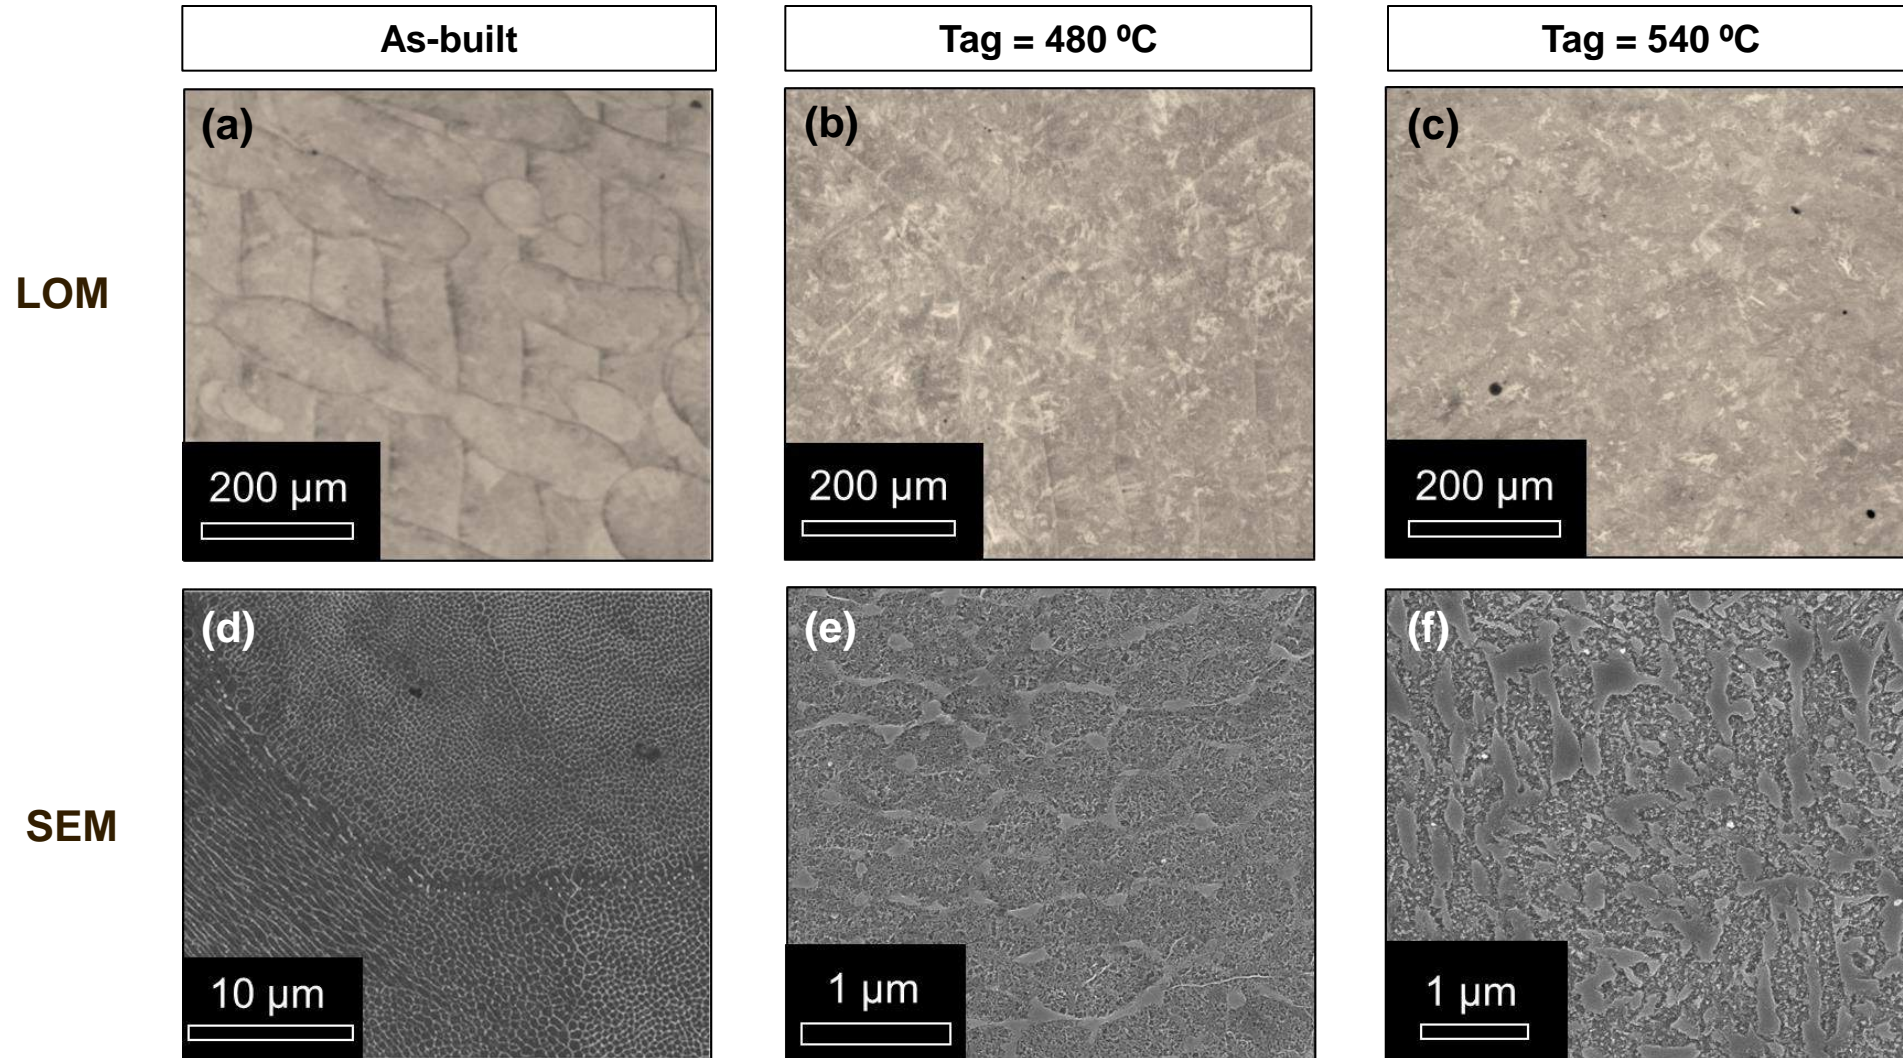 As-built
Tag = 480 ºC
Tag = 540 ºC
LOM
(a)
200 µm
(b)
200 µm
(c)
200 µm
SEM
(d)
10 µm
(e)
1 µm
(f)
1 µm